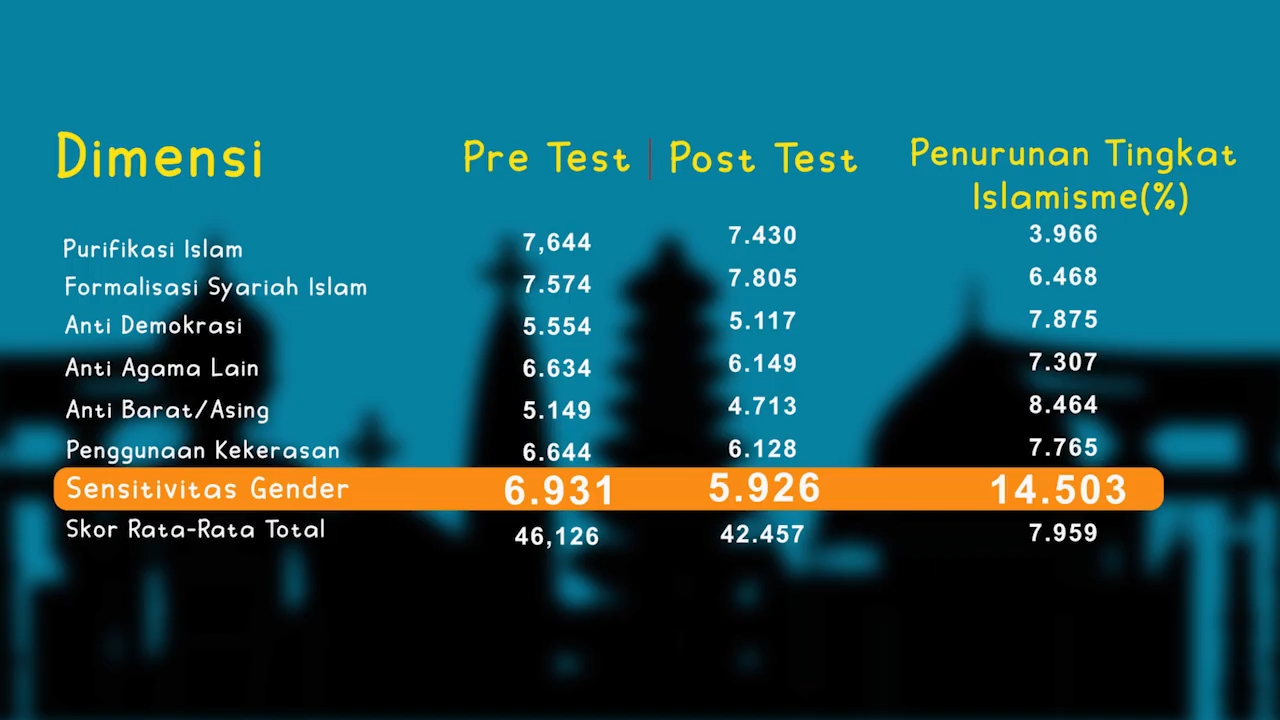 Dimensi Pre Test Post Test Penurunan Tingkat
Islamisme(%)
Purifikasi Islam 7,644 7.430 3.966
Formalisasi Syariah Islam 7.574 7.805 6.468
Anti Demokrasi 5.554 5.117 7.875
Anti Agama Lain 6.634 6.149 7.307
Anti Barat/Asing 5.149 4.713 8.464
Penggunaan Kekerasan 6.644 6.128 7.765
Sensitivitas Gender 6.931 5.926 14.503
Skor Rata-Rata Total 46,126 42.457 7.959